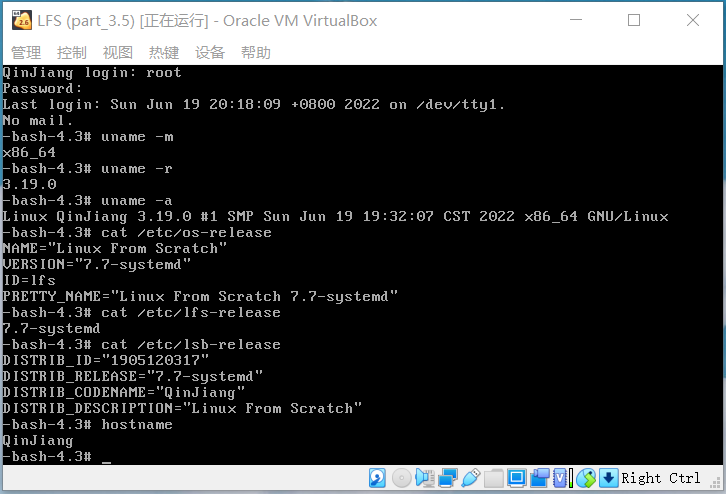 LFS (part_3.5) [正在运行] - Oracle VM VirtualBox
管理 控制 视图 热键 设备 帮助
QinJiang login: root
Password:
Last login: Sun Jun 19 20:18:09 +0800 2022 on /dev/tty1.
No mail.
-bash-4.3# uname -m
x86_64
-bash-4.3# uname -r
3.19.0
-bash-4.3# uname -a
Linux QinJiang 3.19.0 #1 SMP Sun Jun 19 19:32:07 CST 2022 x86_64 GNU/Linux
-bash-4.3# cat /etc/os-release
NAME="Linux From Scratch"
VERSION="7.7-systemd"
ID=lfs
PRETTY_NAME="Linux From Scratch 7.7-systemd"
-bash-4.3# cat /etc/lfs-release
7.7-systemd
-bash-4.3# cat /etc/lsb-release
DISTRIB_ID="1905120317"
DISTRIB_RELEASE="7.7-systemd"
DISTRIB_CODENAME="QinJiang"
DISTRIB_DESCRIPTION="Linux From Scratch"
-bash-4.3# hostname
QinJiang
-bash-4.3# _
Right Ctrl